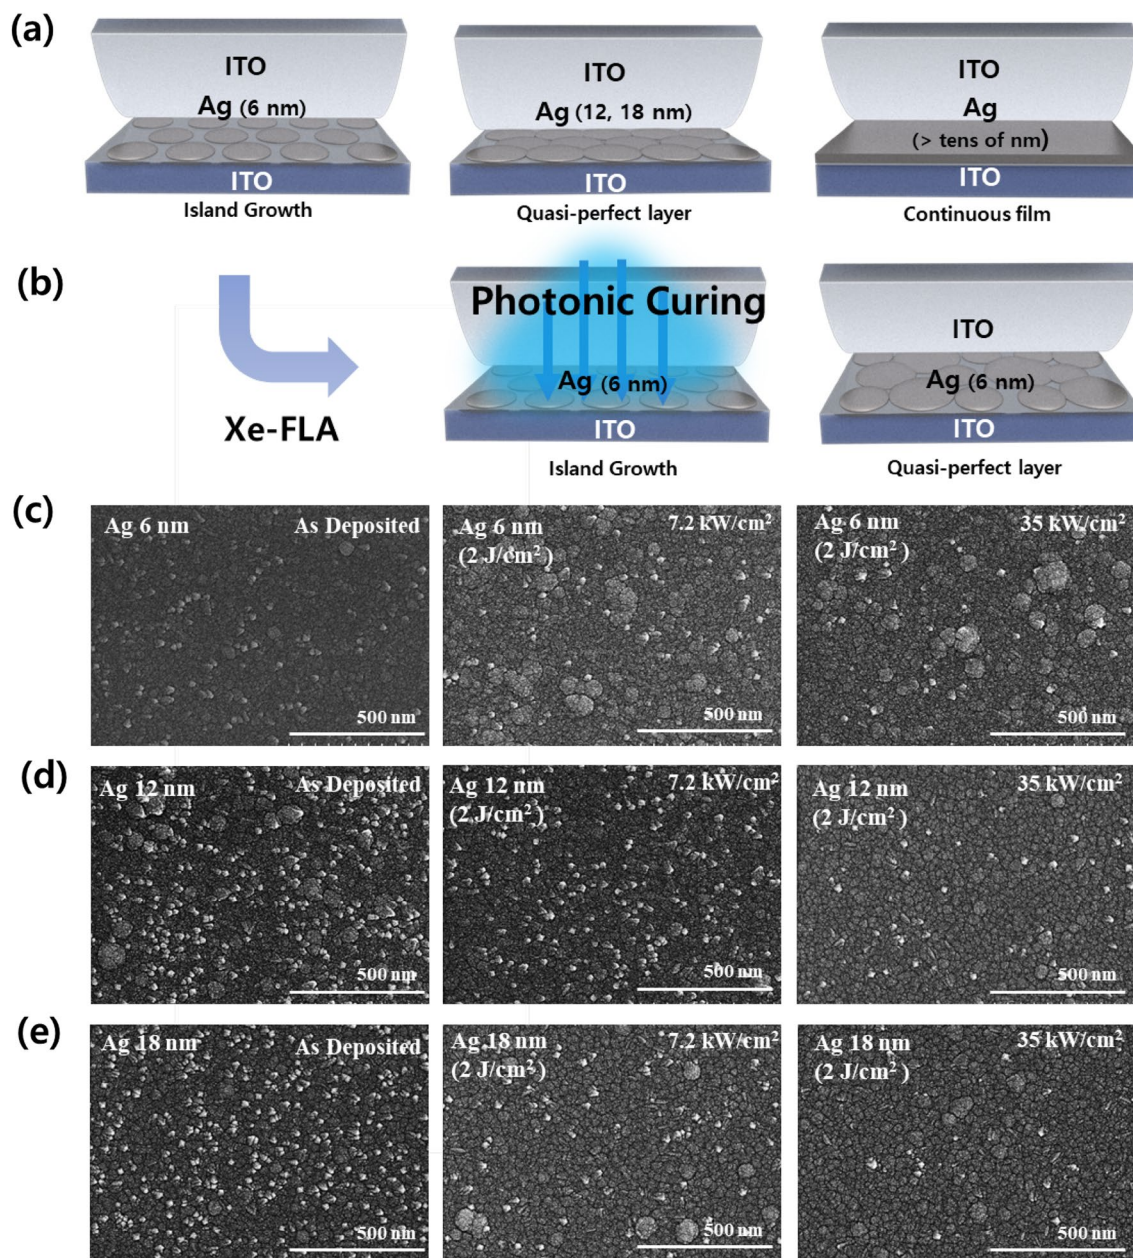 (a)
ITO
Ag (6 nm)
ITO
Island Growth
ITO
Ag (12, 18 nm)
ITO
Quasi-perfect layer
ITO
Ag
(> tens of nm)
ITO
Continuous film
(b)
Xe-FLA
Photonic Curing
Ag (6 nm)
ITO
Island Growth
ITO
Ag (6 nm)
ITO
Quasi-perfect layer
(c)
Ag 6 nm
As Deposited
500 nm
Ag 6 nm
(2 J/cm²)
7.2 kW/cm²
500 nm
Ag 6 nm
(2 J/cm²)
35 kW/cm²
500 nm
(d)
Ag 12 nm
As Deposited
500 nm
Ag 12 nm
(2 J/cm²)
7.2 kW/cm²
500 nm
Ag 12 nm
(2 J/cm²)
35 kW/cm²
500 nm
(e)
Ag 18 nm
As Deposited
500 nm
Ag 18 nm
(2 J/cm²)
7.2 kW/cm²
500 nm
Ag 18 nm
(2 J/cm²)
35 kW/cm²
500 nm